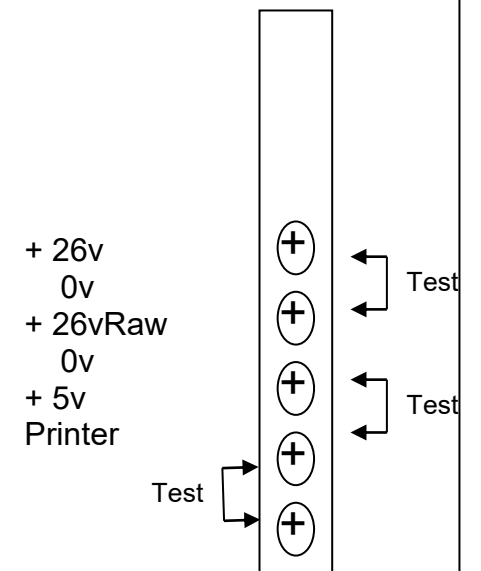 + 26v
0v
+ 26vRaw
0v
+ 5v
Printer
Test
Test
Test
+
+
+
+
+